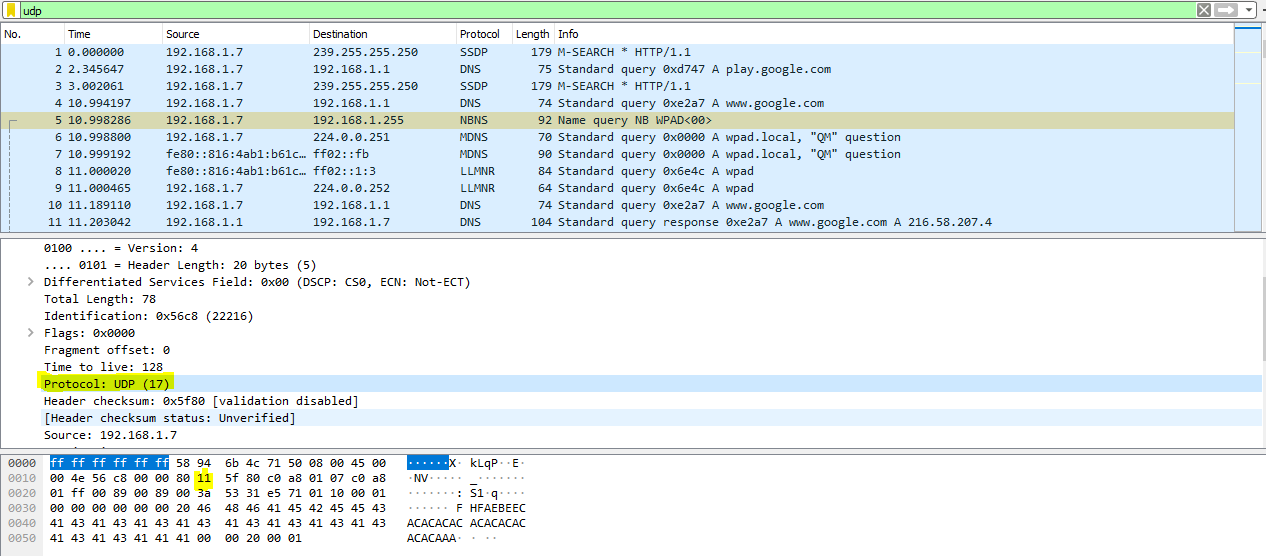 udp
No. Time Source Destination Protocol Length Info
1 0.000000 192.168.1.7 239.255.255.250 SSDP 179 M-SEARCH * HTTP/1.1
2 2.345647 192.168.1.7 192.168.1.1 DNS 75 Standard query 0xd747 A play.google.com
3 3.002061 192.168.1.7 239.255.255.250 SSDP 179 M-SEARCH * HTTP/1.1
4 10.994197 192.168.1.7 192.168.1.1 DNS 74 Standard query 0xe2a7 A www.google.com
5 10.998286 192.168.1.7 192.168.1.255 NBNS 92 Name query NB WPAD<00>
6 10.998800 192.168.1.7 224.0.0.251 MDNS 70 Standard query 0x0000 A wpad.local, "QM" question
7 10.999192 fe80::816:4ab1:b61c… ff02::fb MDNS 90 Standard query 0x0000 A wpad.local, "QM" question
8 11.000020 fe80::816:4ab1:b61c… ff02::1:3 LLMNR 84 Standard query 0x6e4c A wpad
9 11.000465 192.168.1.7 224.0.0.252 LLMNR 64 Standard query 0x6e4c A wpad
10 11.189110 192.168.1.7 192.168.1.1 DNS 74 Standard query 0xe2a7 A www.google.com
11 11.203042 192.168.1.1 192.168.1.7 DNS 104 Standard query response 0xe2a7 A www.google.com A 216.58.207.4
0100 .... = Version: 4
.... 0101 = Header Length: 20 bytes (5)
Differentiated Services Field: 0x00 (DSCP: CS0, ECN: Not-ECT)
Total Length: 78
Identification: 0x56c8 (22216)
Flags: 0x0000
Fragment offset: 0
Time to live: 128
Protocol: UDP (17)
Header checksum: 0x5f80 [validation disabled]
[Header checksum status: Unverified]
Source: 192.168.1.7
0000 ff ff ff ff ff ff 58 94 6b 4c 71 50 08 00 45 00 ······X· kLqP··E·
0010 00 4e 56 c8 00 00 80 11 5f 80 c0 a8 01 07 c0 a8 ·NV····· _·······
0020 01 ff 00 89 00 89 00 3a 53 31 e5 71 01 10 00 01 ·······: S1·q····
0030 00 00 00 00 00 00 20 46 48 46 41 45 42 45 45 43 ······ F HFAEBEEC
0040 41 43 41 43 41 43 41 43 41 43 41 43 41 43 41 43 ACACACAC ACACACAC
0050 41 43 41 43 41 41 41 00 00 20 00 01 ACACAAA· · ··